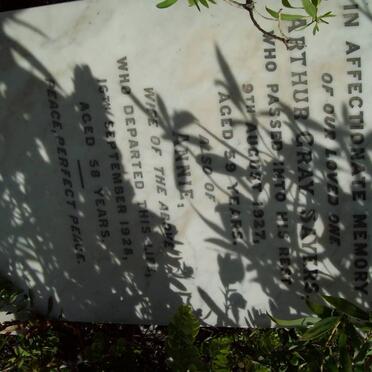 IN AFFECTIONATE MEMORY
OF OUR LOVED ONE
ARTHUR GRAY SAYERS,
WHO PASSED INTO HIS REST
9TH AUGUST 1927,
AGED 59 YEARS.
ALSO OF
ANNIE,
WIFE OF THE ABOVE
WHO DEPARTED THIS LIFE,
16TH SEPTEMBER 1928,
AGED 58 YEARS.
PEACE, PERFECT PEACE.